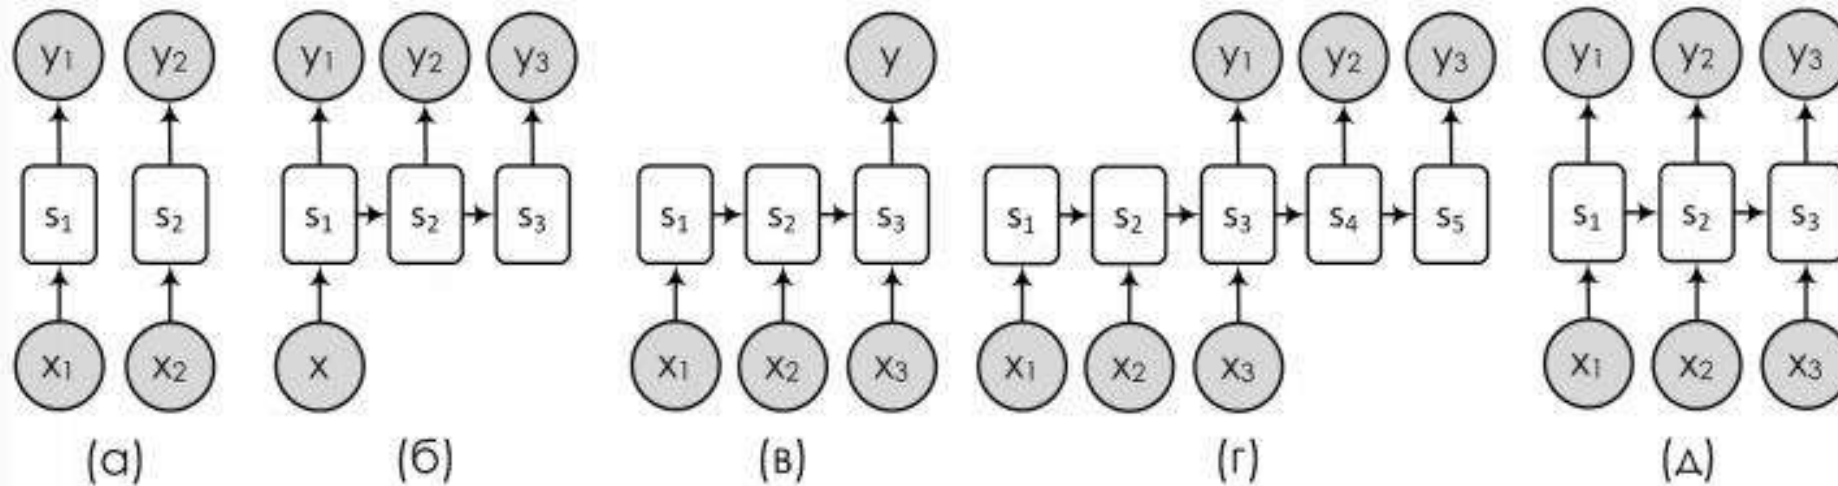 y1 y2 y1 y2 y3 y y1 y2 y3 y1 y2 y3
s1 s2 s1 s2 s3 s1 s2 s3 s1 s2 s3 s4 s5 s1 s2 s3
x1 x2 x x1 x2 x3 x1 x2 x3 x1 x2 x3
(а) (б) (в) (г) (д)